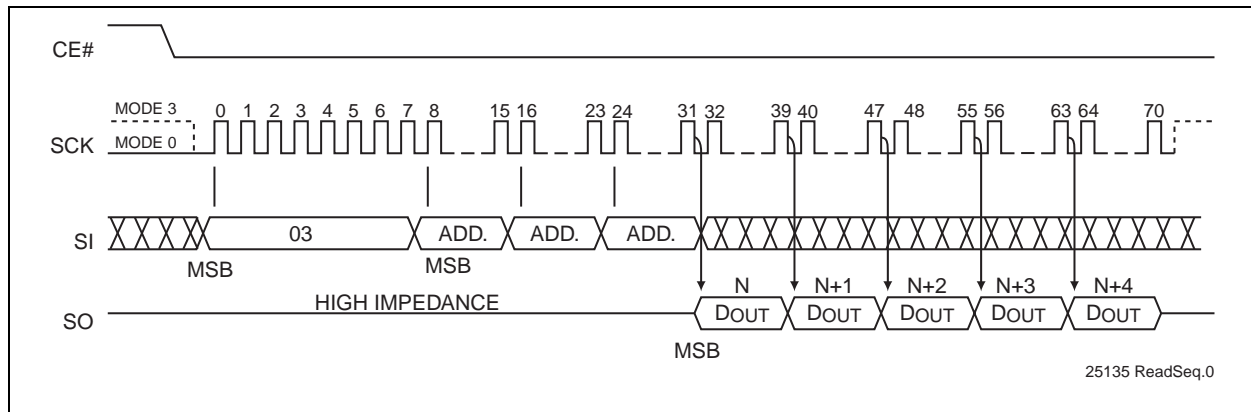 CE#
MODE 3
0 1 2 3 4 5 6 7 8 15 16 23 24 31 32 39 40 47 48 55 56 63 64 70
SCK
MODE 0
SI
03 ADD. ADD. ADD.
MSB MSB
N N+1 N+2 N+3 N+4
HIGH IMPEDANCE
SO
DOUT DOUT DOUT DOUT DOUT
MSB
25135 ReadSeq.0